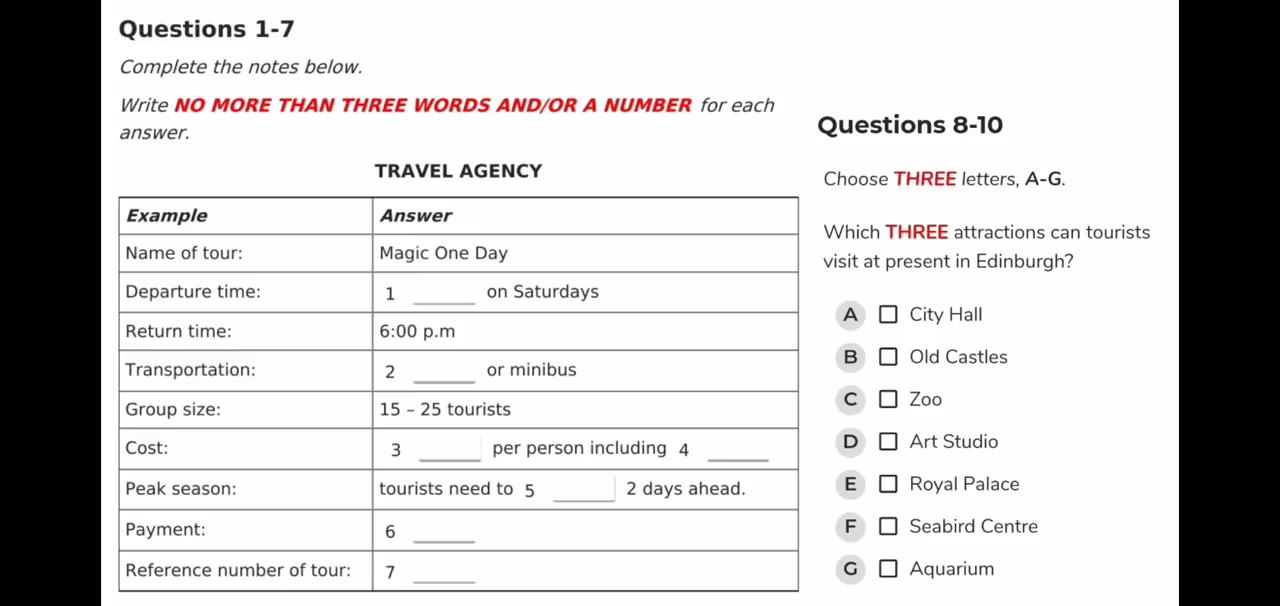 Questions 1-7
Complete the notes below.
Write NO MORE THAN THREE WORDS AND/OR A NUMBER for each
answer.
TRAVEL AGENCY
Example Answer
Name of tour: Magic One Day
Departure time: 1 ______ on Saturdays
Return time: 6:00 p.m
Transportation: 2 ______ or minibus
Group size: 15 – 25 tourists
Cost: 3 ______ per person including 4 ______
Peak season: tourists need to 5 ______ 2 days ahead.
Payment: 6 ______
Reference number of tour: 7 ______
Questions 8-10
Choose THREE letters, A-G.
Which THREE attractions can tourists
visit at present in Edinburgh?
A City Hall
B Old Castles
C Zoo
D Art Studio
E Royal Palace
F Seabird Centre
G Aquarium